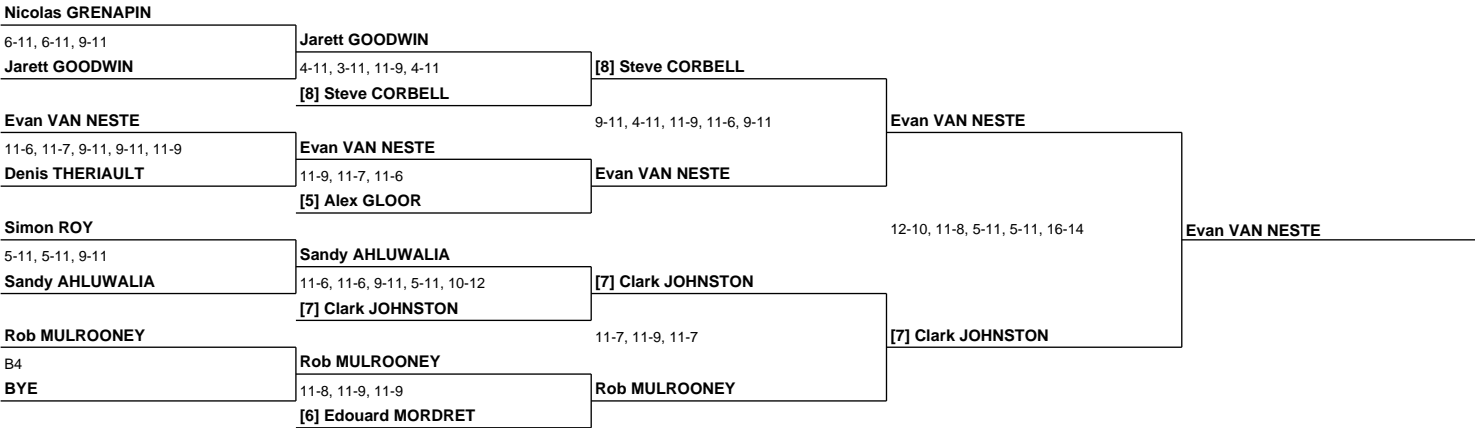 Nicolas GRENAPIN
6-11, 6-11, 9-11
Jarett GOODWIN
Jarett GOODWIN
4-11, 3-11, 11-9, 4-11
[8] Steve CORBELL
[8] Steve CORBELL
Evan VAN NESTE
9-11, 4-11, 11-9, 11-6, 9-11
Evan VAN NESTE
11-6, 11-7, 9-11, 9-11, 11-9
Evan VAN NESTE
Denis THERIAULT
11-9, 11-7, 11-6
Evan VAN NESTE
[5] Alex GLOOR
Simon ROY
12-10, 11-8, 5-11, 5-11, 16-14
Evan VAN NESTE
5-11, 5-11, 9-11
Sandy AHLUWALIA
Sandy AHLUWALIA
11-6, 11-6, 9-11, 5-11, 10-12
[7] Clark JOHNSTON
[7] Clark JOHNSTON
Rob MULROONEY
11-7, 11-9, 11-7
[7] Clark JOHNSTON
B4
Rob MULROONEY
BYE
11-8, 11-9, 11-9
Rob MULROONEY
[6] Edouard MORDRET